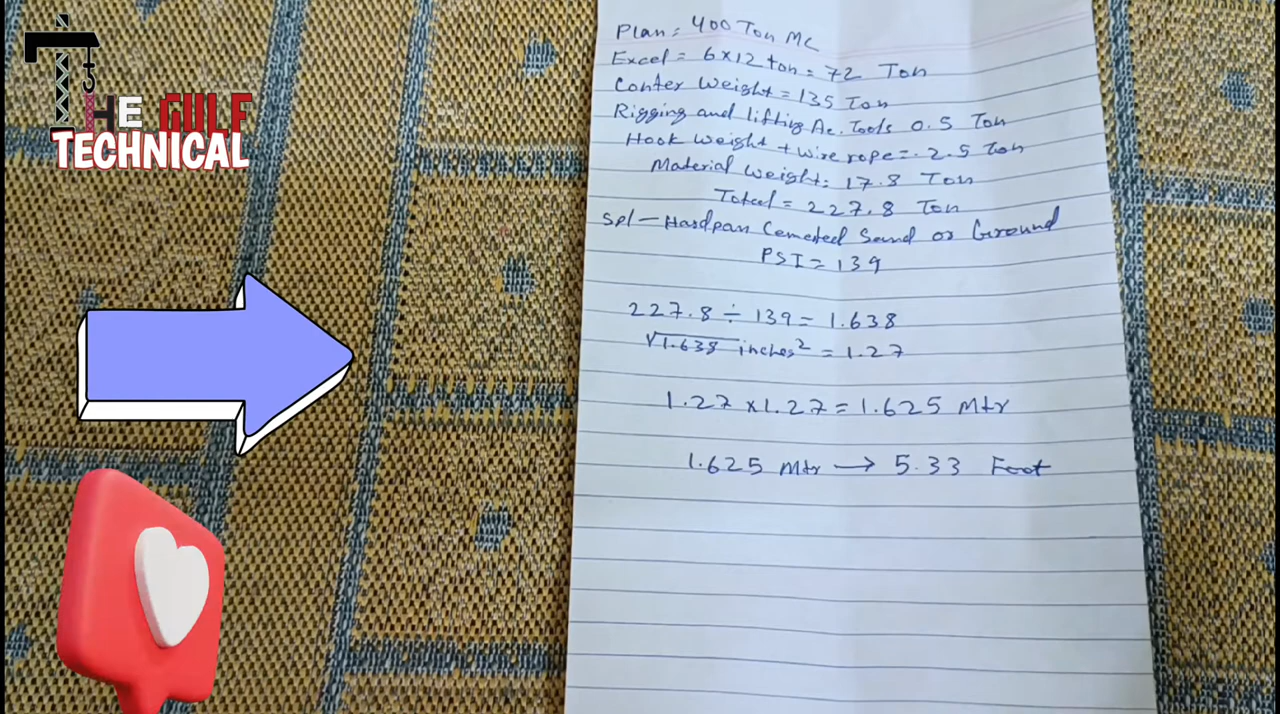 THE GULF
TECHNICAL
Plan = 400 Ton MC
Excel = 6x12 ton = 72 Ton
Conter Weight = 135 Ton
Rigging and lifting Ac. Tools 0.5 Ton
Hook weight + wire rope = 2.5 Ton
Material weight: 17.8 Ton
Total = 227.8 Ton
Spl - Hardpan Cemented Sand or Ground
PSI = 139
227.8 ÷ 139 = 1.638
√1.638 inches² = 1.27
1.27 x 1.27 = 1.625 Mtr
1.625 Mtr → 5.33 Foot